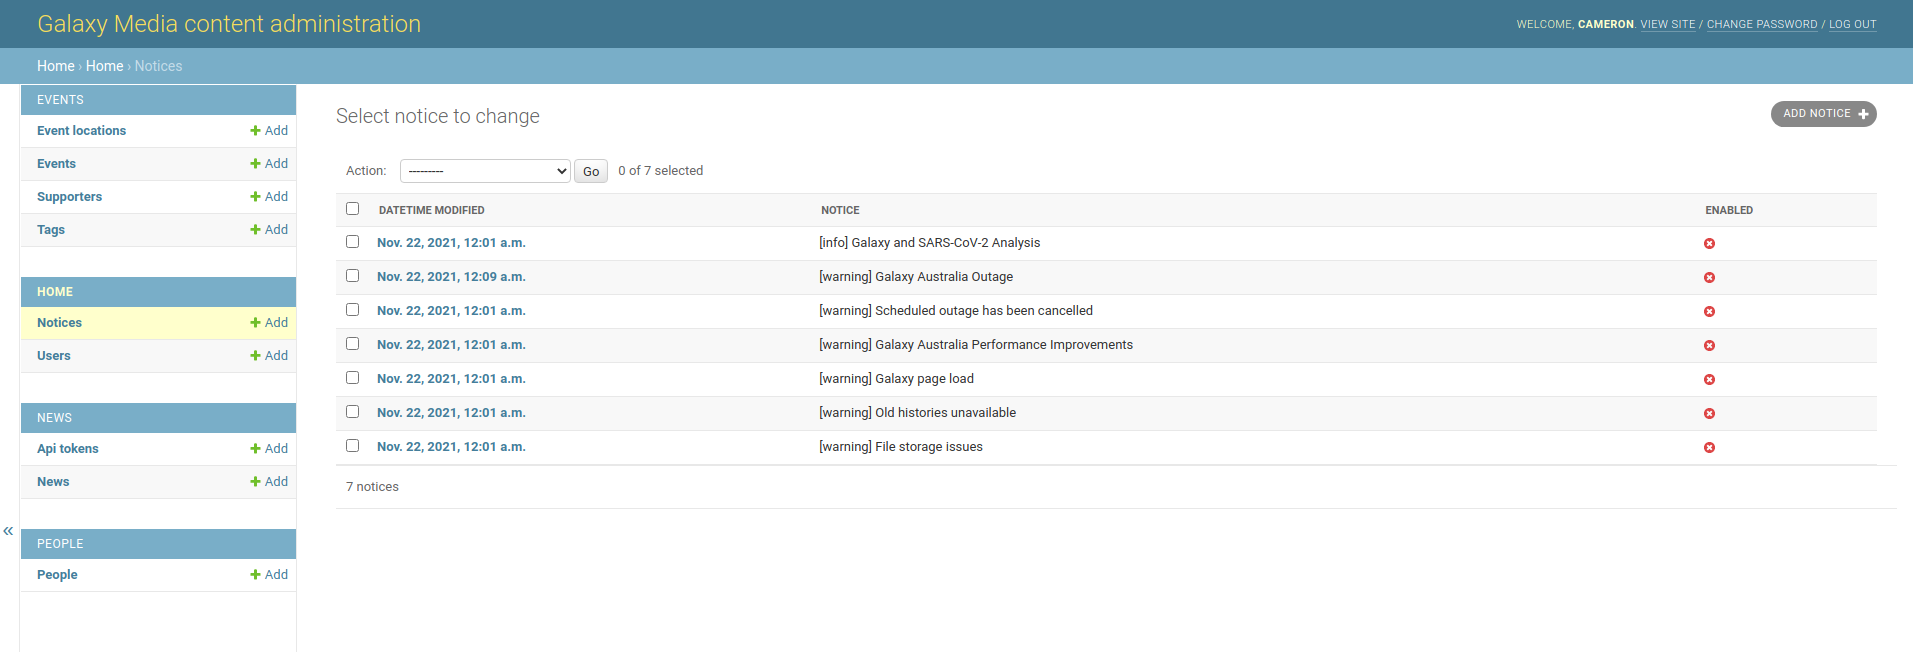 Galaxy Media content administration
WELCOME, CAMERON. VIEW SITE / CHANGE PASSWORD / LOG OUT
Home › Home › Notices
EVENTS
Event locations Add
Events Add
Supporters Add
Tags Add
HOME
Notices Add
Users Add
NEWS
Api tokens Add
News Add
«
PEOPLE
People Add
Select notice to change
ADD NOTICE
Action: --------- Go 0 of 7 selected
DATETIME MODIFIED NOTICE ENABLED
Nov. 22, 2021, 12:01 a.m. [info] Galaxy and SARS-CoV-2 Analysis
Nov. 22, 2021, 12:09 a.m. [warning] Galaxy Australia Outage
Nov. 22, 2021, 12:01 a.m. [warning] Scheduled outage has been cancelled
Nov. 22, 2021, 12:01 a.m. [warning] Galaxy Australia Performance Improvements
Nov. 22, 2021, 12:01 a.m. [warning] Galaxy page load
Nov. 22, 2021, 12:01 a.m. [warning] Old histories unavailable
Nov. 22, 2021, 12:01 a.m. [warning] File storage issues
7 notices